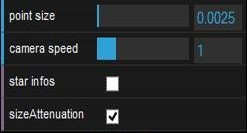 point size 0.0025
camera speed 1
star infos
sizeAttenuation